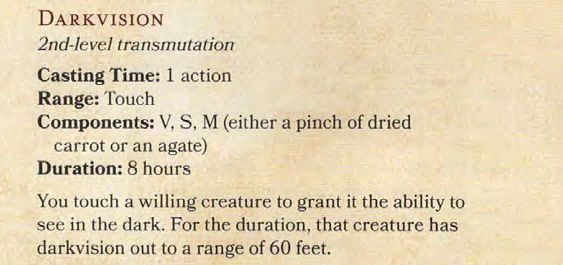 DARKVISION
2nd-level transmutation
Casting Time: 1 action
Range: Touch
Components: V, S, M (either a pinch of dried
carrot or an agate)
Duration: 8 hours
You touch a willing creature to grant it the ability to
see in the dark. For the duration, that creature has
darkvision out to a range of 60 feet.